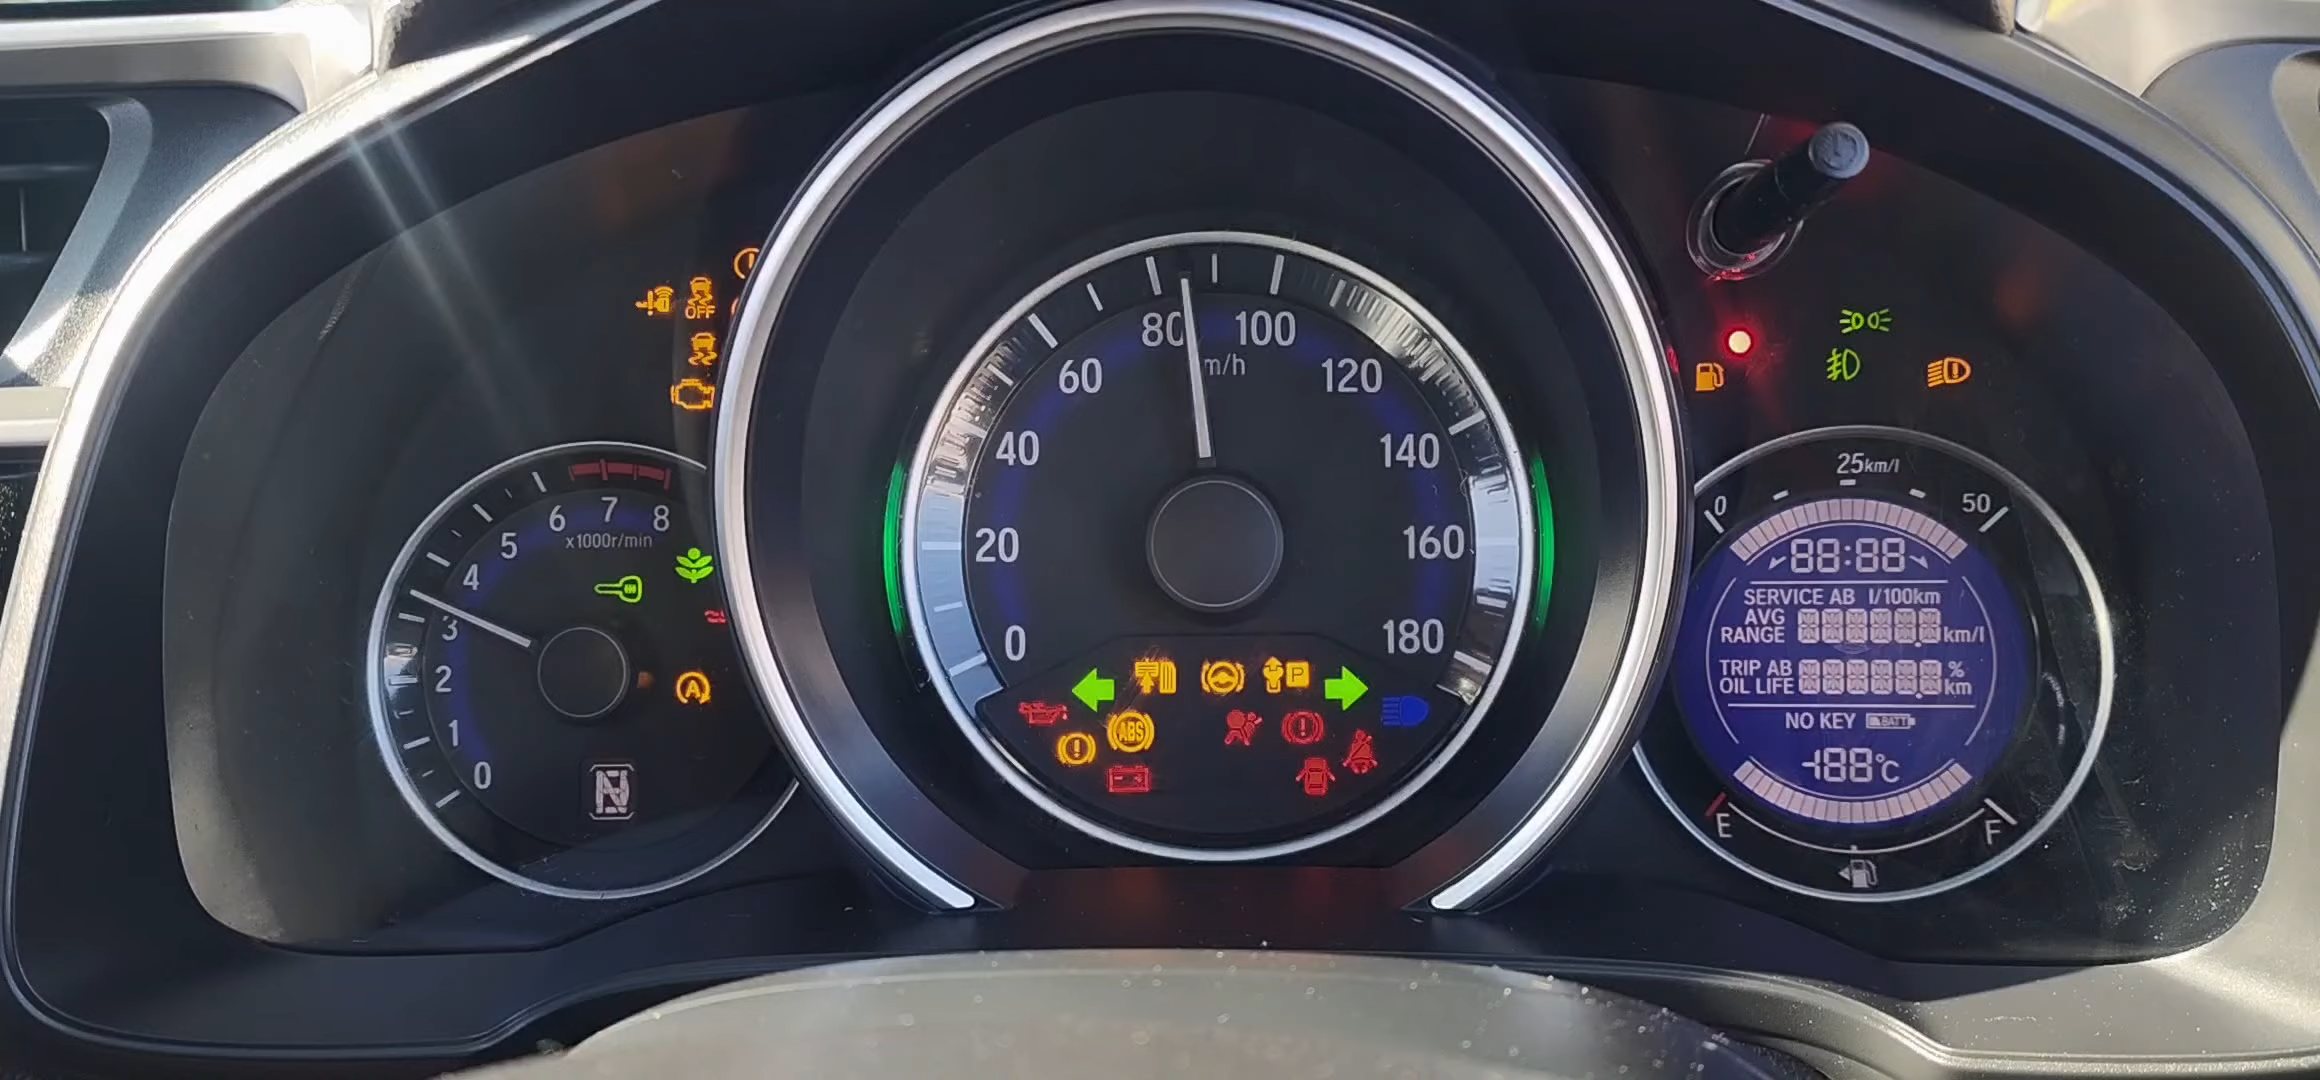 OFF
0
1
2
3
4
5
6
7
8
x1000r/min
A
N
0
20
40
60
80
100
120
140
160
180
m/h
P
ABS
0
25km/l
50
88:88
SERVICE AB l/100km
AVG
RANGE
km/l
TRIP AB
%
OIL LIFE
km
NO KEY BATT
-188°C
E
F